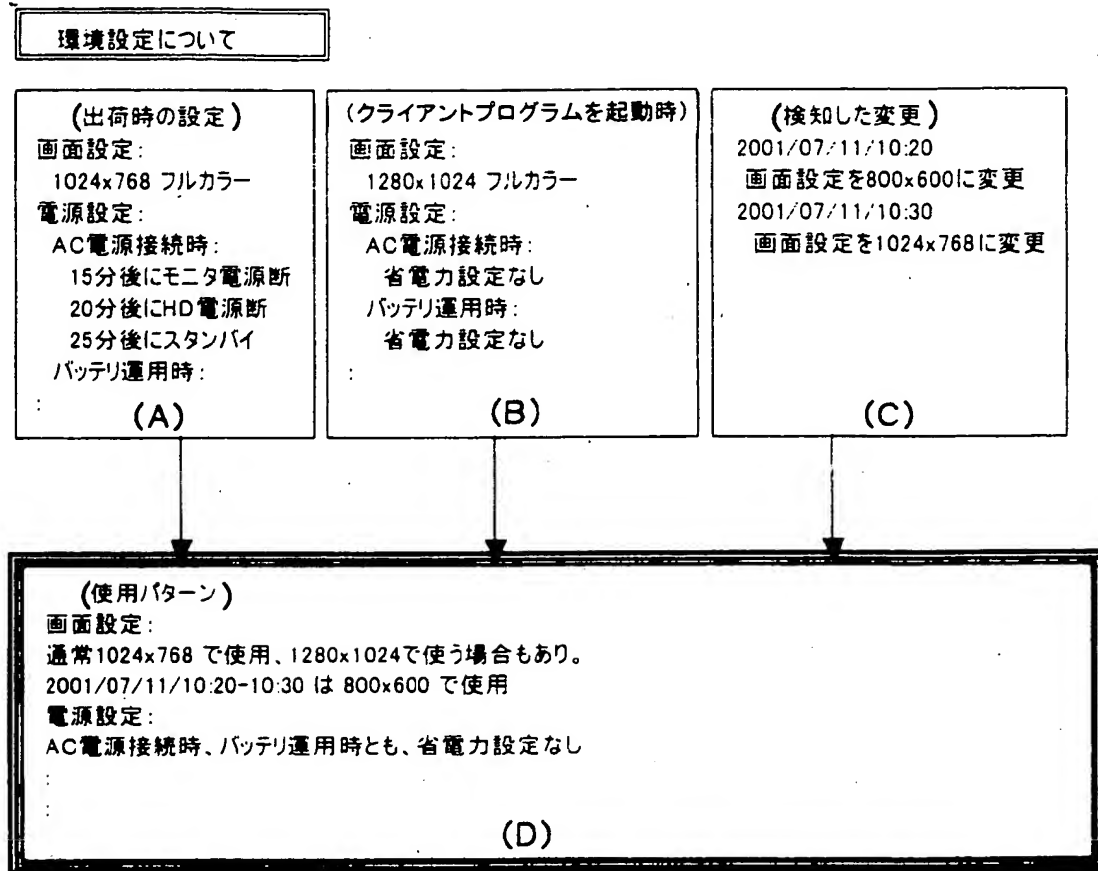 環境設定について
(出荷時の設定)
画面設定:
1024x768 フルカラー
電源設定:
AC電源接続時:
15分後にモニタ電源断
20分後にHD電源断
25分後にスタンバイ
バッテリ運用時:
:
(A)
(クライアントプログラムを起動時)
画面設定:
1280x1024 フルカラー
電源設定:
AC電源接続時:
省電力設定なし
バッテリ運用時:
省電力設定なし
:
(B)
(検知した変更)
2001/07/11/10:20
画面設定を800x600に変更
2001/07/11/10:30
画面設定を1024x768に変更
(C)
(使用パターン)
画面設定:
通常1024x768 で使用、1280x1024で使う場合もあり。
2001/07/11/10:20-10:30 は 800x600 で使用
電源設定:
AC電源接続時、バッテリ運用時とも、省電力設定なし
:
:
(D)